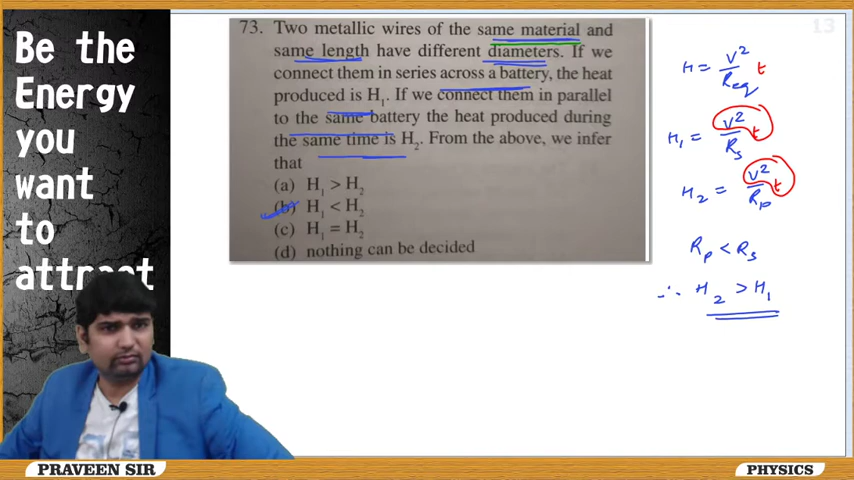 Be the
Energy
you
want
to
attract
73. Two metallic wires of the same material and
same length have different diameters. If we
connect them in series across a battery, the heat
produced is H₁. If we connect them in parallel
to the same battery the heat produced during
the same time is H₂. From the above, we infer
that
(a) H₁ > H₂
(b) H₁ < H₂
(c) H₁ = H₂
(d) nothing can be decided
13
H = V²/Req t
H₁ = V²/Rs t
H₂ = V²/Rp t
Rp < Rs
∴ H₂ > H₁
PRAVEEN SIR
PHYSICS